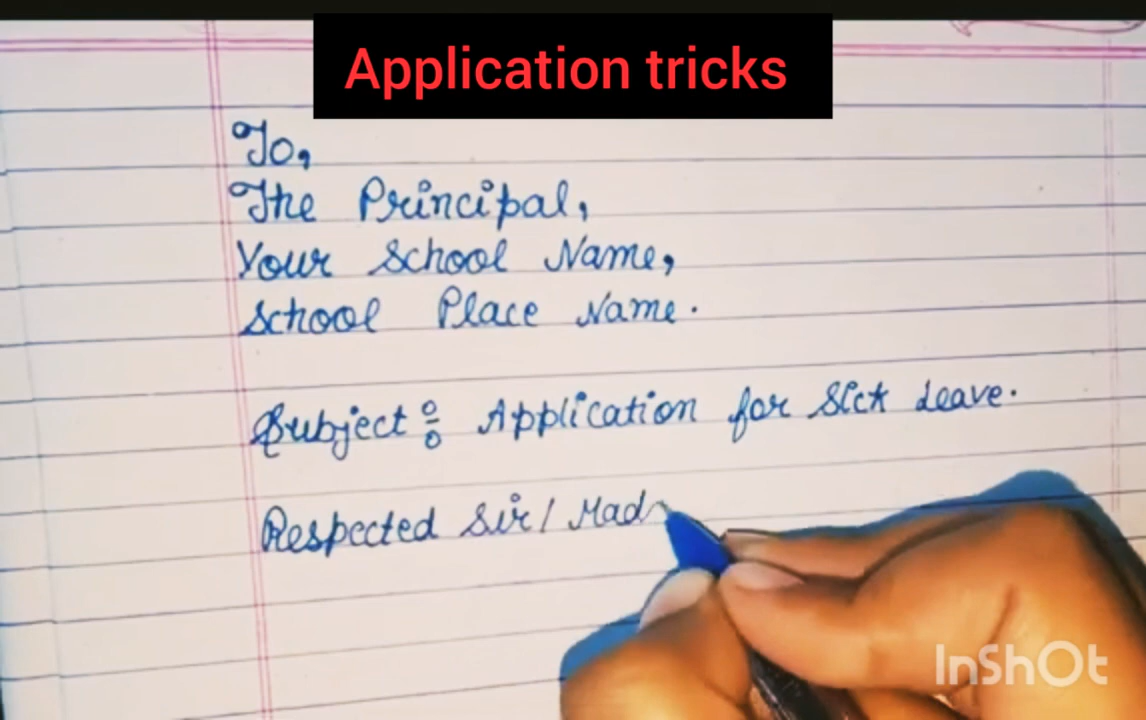 Application tricks
To,
The Principal,
Your School Name,
School Place Name.
Subject: Application for Sick Leave.
Respected Sir/Mad
InShOt